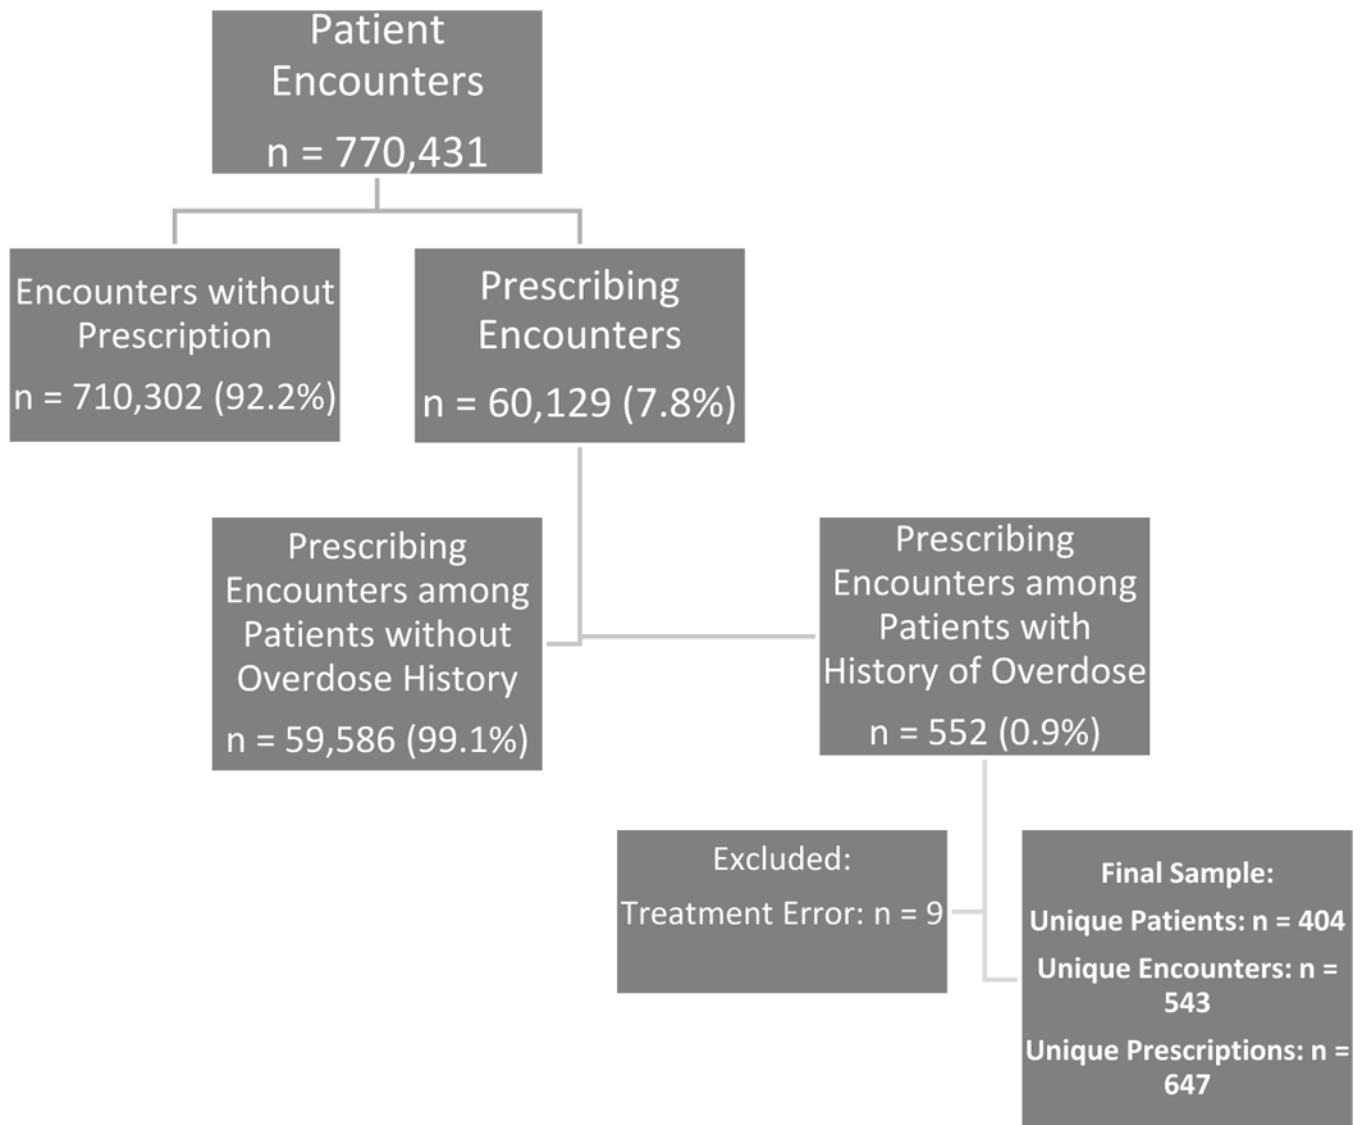 Patient
Encounters
n = 770,431
Encounters without
Prescription
n = 710,302 (92.2%)
Prescribing
Encounters
n = 60,129 (7.8%)
Prescribing
Encounters among
Patients without
Overdose History
n = 59,586 (99.1%)
Prescribing
Encounters among
Patients with
History of Overdose
n = 552 (0.9%)
Excluded:
Treatment Error: n = 9
Final Sample:
Unique Patients: n = 404
Unique Encounters: n =
543
Unique Prescriptions: n =
647